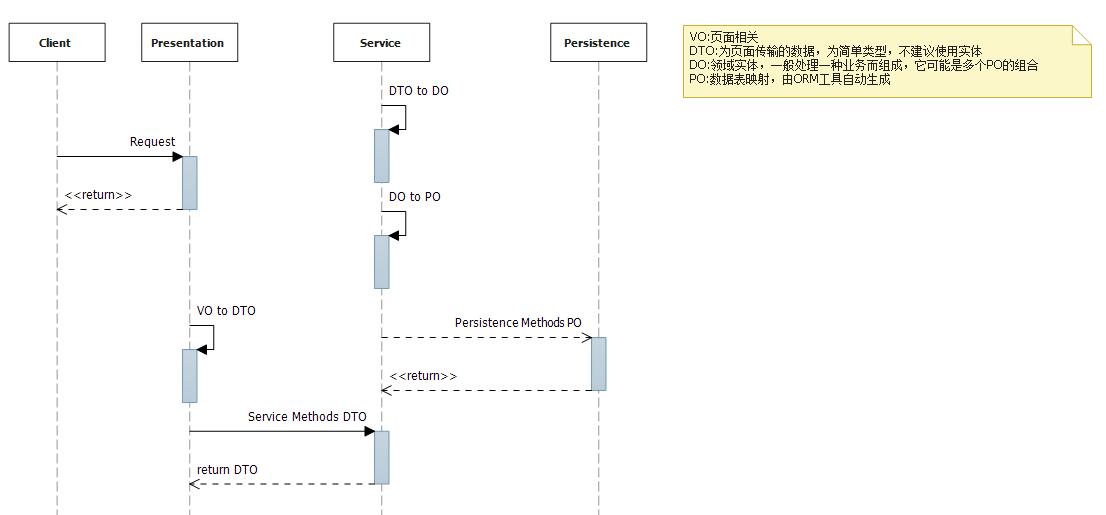 Client
Presentation
Service
Persistence
VO:页面相关
DTO:为页面传输的数据，为简单类型，不建议使用实体
DO:领域实体，一般处理一种业务而组成，它可能是多个PO的组合
PO:数据表映射，由ORM工具自动生成
DTO to DO
Request
<<return>>
DO to PO
VO to DTO
Persistence Methods PO
<<return>>
Service Methods DTO
return DTO